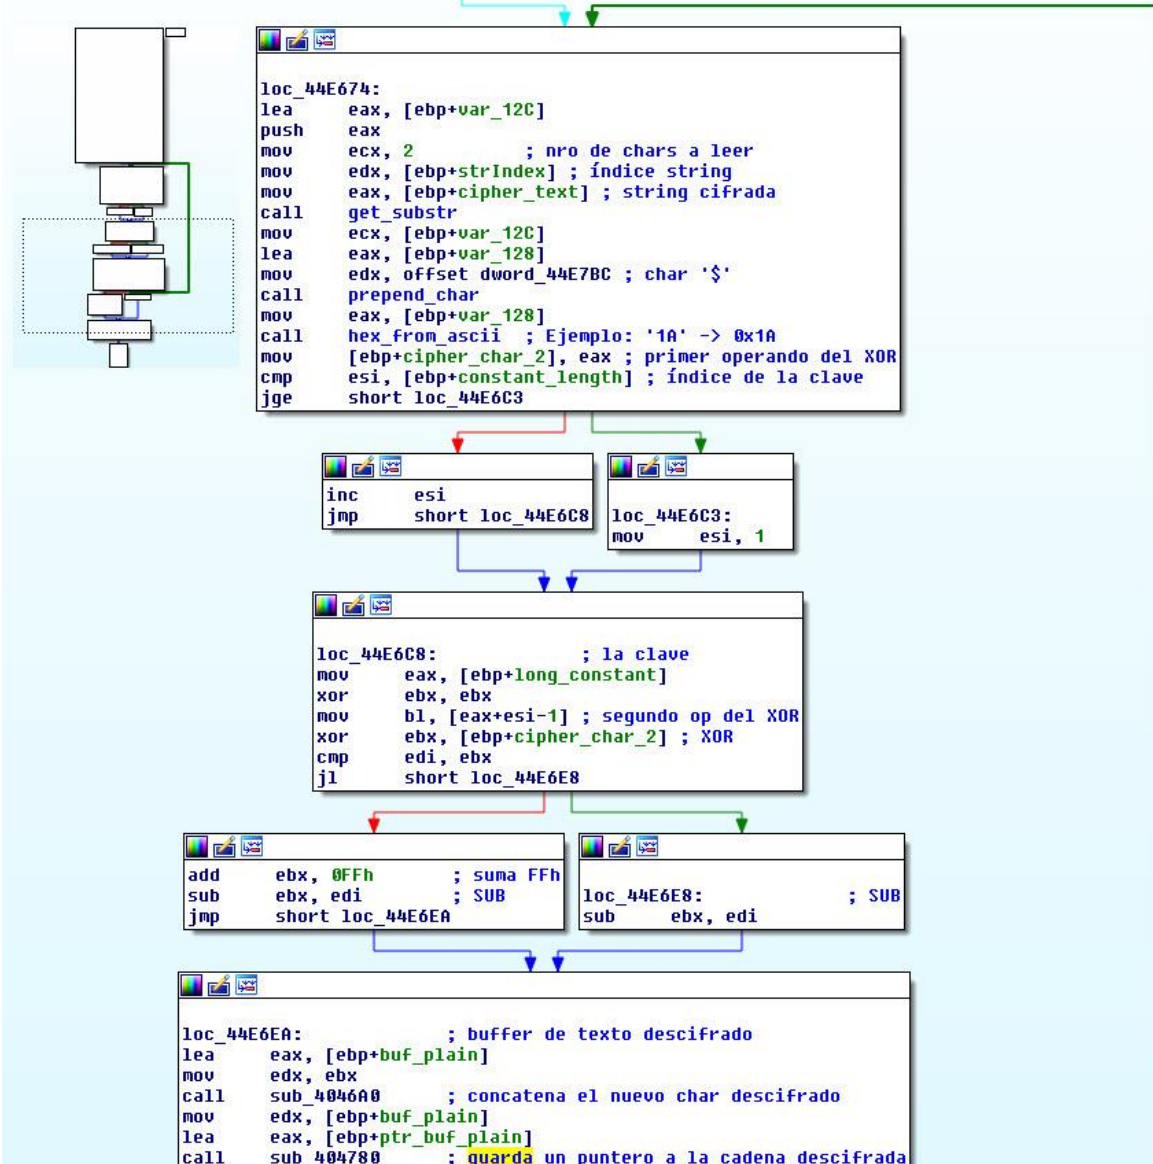 loc_44E674:
lea eax, [ebp+var_12C]
push eax
mov ecx, 2 ; nro de chars a leer
mov edx, [ebp+strIndex] ; índice string
mov eax, [ebp+cipher_text] ; string cifrada
call get_substr
mov ecx, [ebp+var_12C]
lea eax, [ebp+var_128]
mov edx, offset dword_44E7BC ; char '$'
call prepend_char
mov eax, [ebp+var_128]
call hex_from_ascii ; Ejemplo: '1A' -> 0x1A
mov [ebp+cipher_char_2], eax ; primer operando del XOR
cmp esi, [ebp+constant_length] ; índice de la clave
jge short loc_44E6C3
inc esi
jmp short loc_44E6C8
loc_44E6C3:
mov esi, 1
loc_44E6C8: ; la clave
mov eax, [ebp+long_constant]
xor ebx, ebx
mov bl, [eax+esi-1] ; segundo op del XOR
xor ebx, [ebp+cipher_char_2] ; XOR
cmp edi, ebx
jl short loc_44E6E8
add ebx, 0FFh ; suma FFh
sub ebx, edi ; SUB
jmp short loc_44E6EA
loc_44E6E8: ; SUB
sub ebx, edi
loc_44E6EA: ; buffer de texto descifrado
lea eax, [ebp+buf_plain]
mov edx, ebx
call sub_4046A0 ; concatena el nuevo char descifrado
mov edx, [ebp+buf_plain]
lea eax, [ebp+ptr_buf_plain]
call sub_404780 ; guarda un puntero a la cadena descifrada